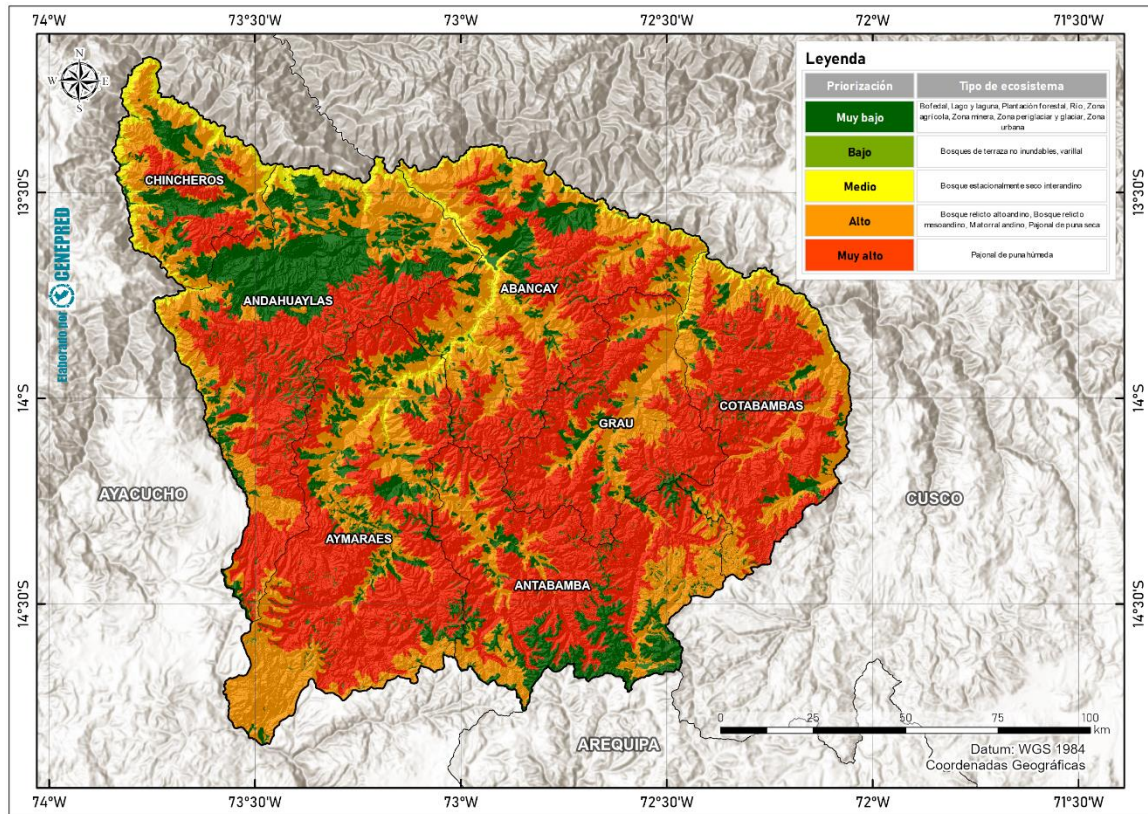 74°W 73°30'W 73°W 72°30'W 72°W 71°30'W
N
W E
S
Leyenda
Priorización Tipo de ecosistema
Muy bajo
Bofedal, Lago y laguna, Plantación forestal, Río, Zona
agrícola, Zona minera, Zona periglaciar y glaciar, Zona
urbana
Bajo Bosques de terraza no inundables, varillal
Medio Bosque estacionalmente seco interandino
Alto
Bosque relicto altoandino, Bosque relicto
mesoandino, Matorral andino, Pajonal de puna seca
Muy alto Pajonal de puna húmeda
13°30'S 13°30'S
14°S 14°S
14°30'S 14°30'S
Elaborado por CENEPRED
CHINCHEROS
ANDAHUAYLAS
ABANCAY
COTABAMBAS
GRAU
AYACUCHO
CUSCO
AYMARAES
ANTABAMBA
AREQUIPA
0 25 50 75 100
km
Datum: WGS 1984
Coordenadas Geográficas
74°W 73°30'W 73°W 72°30'W 72°W 71°30'W